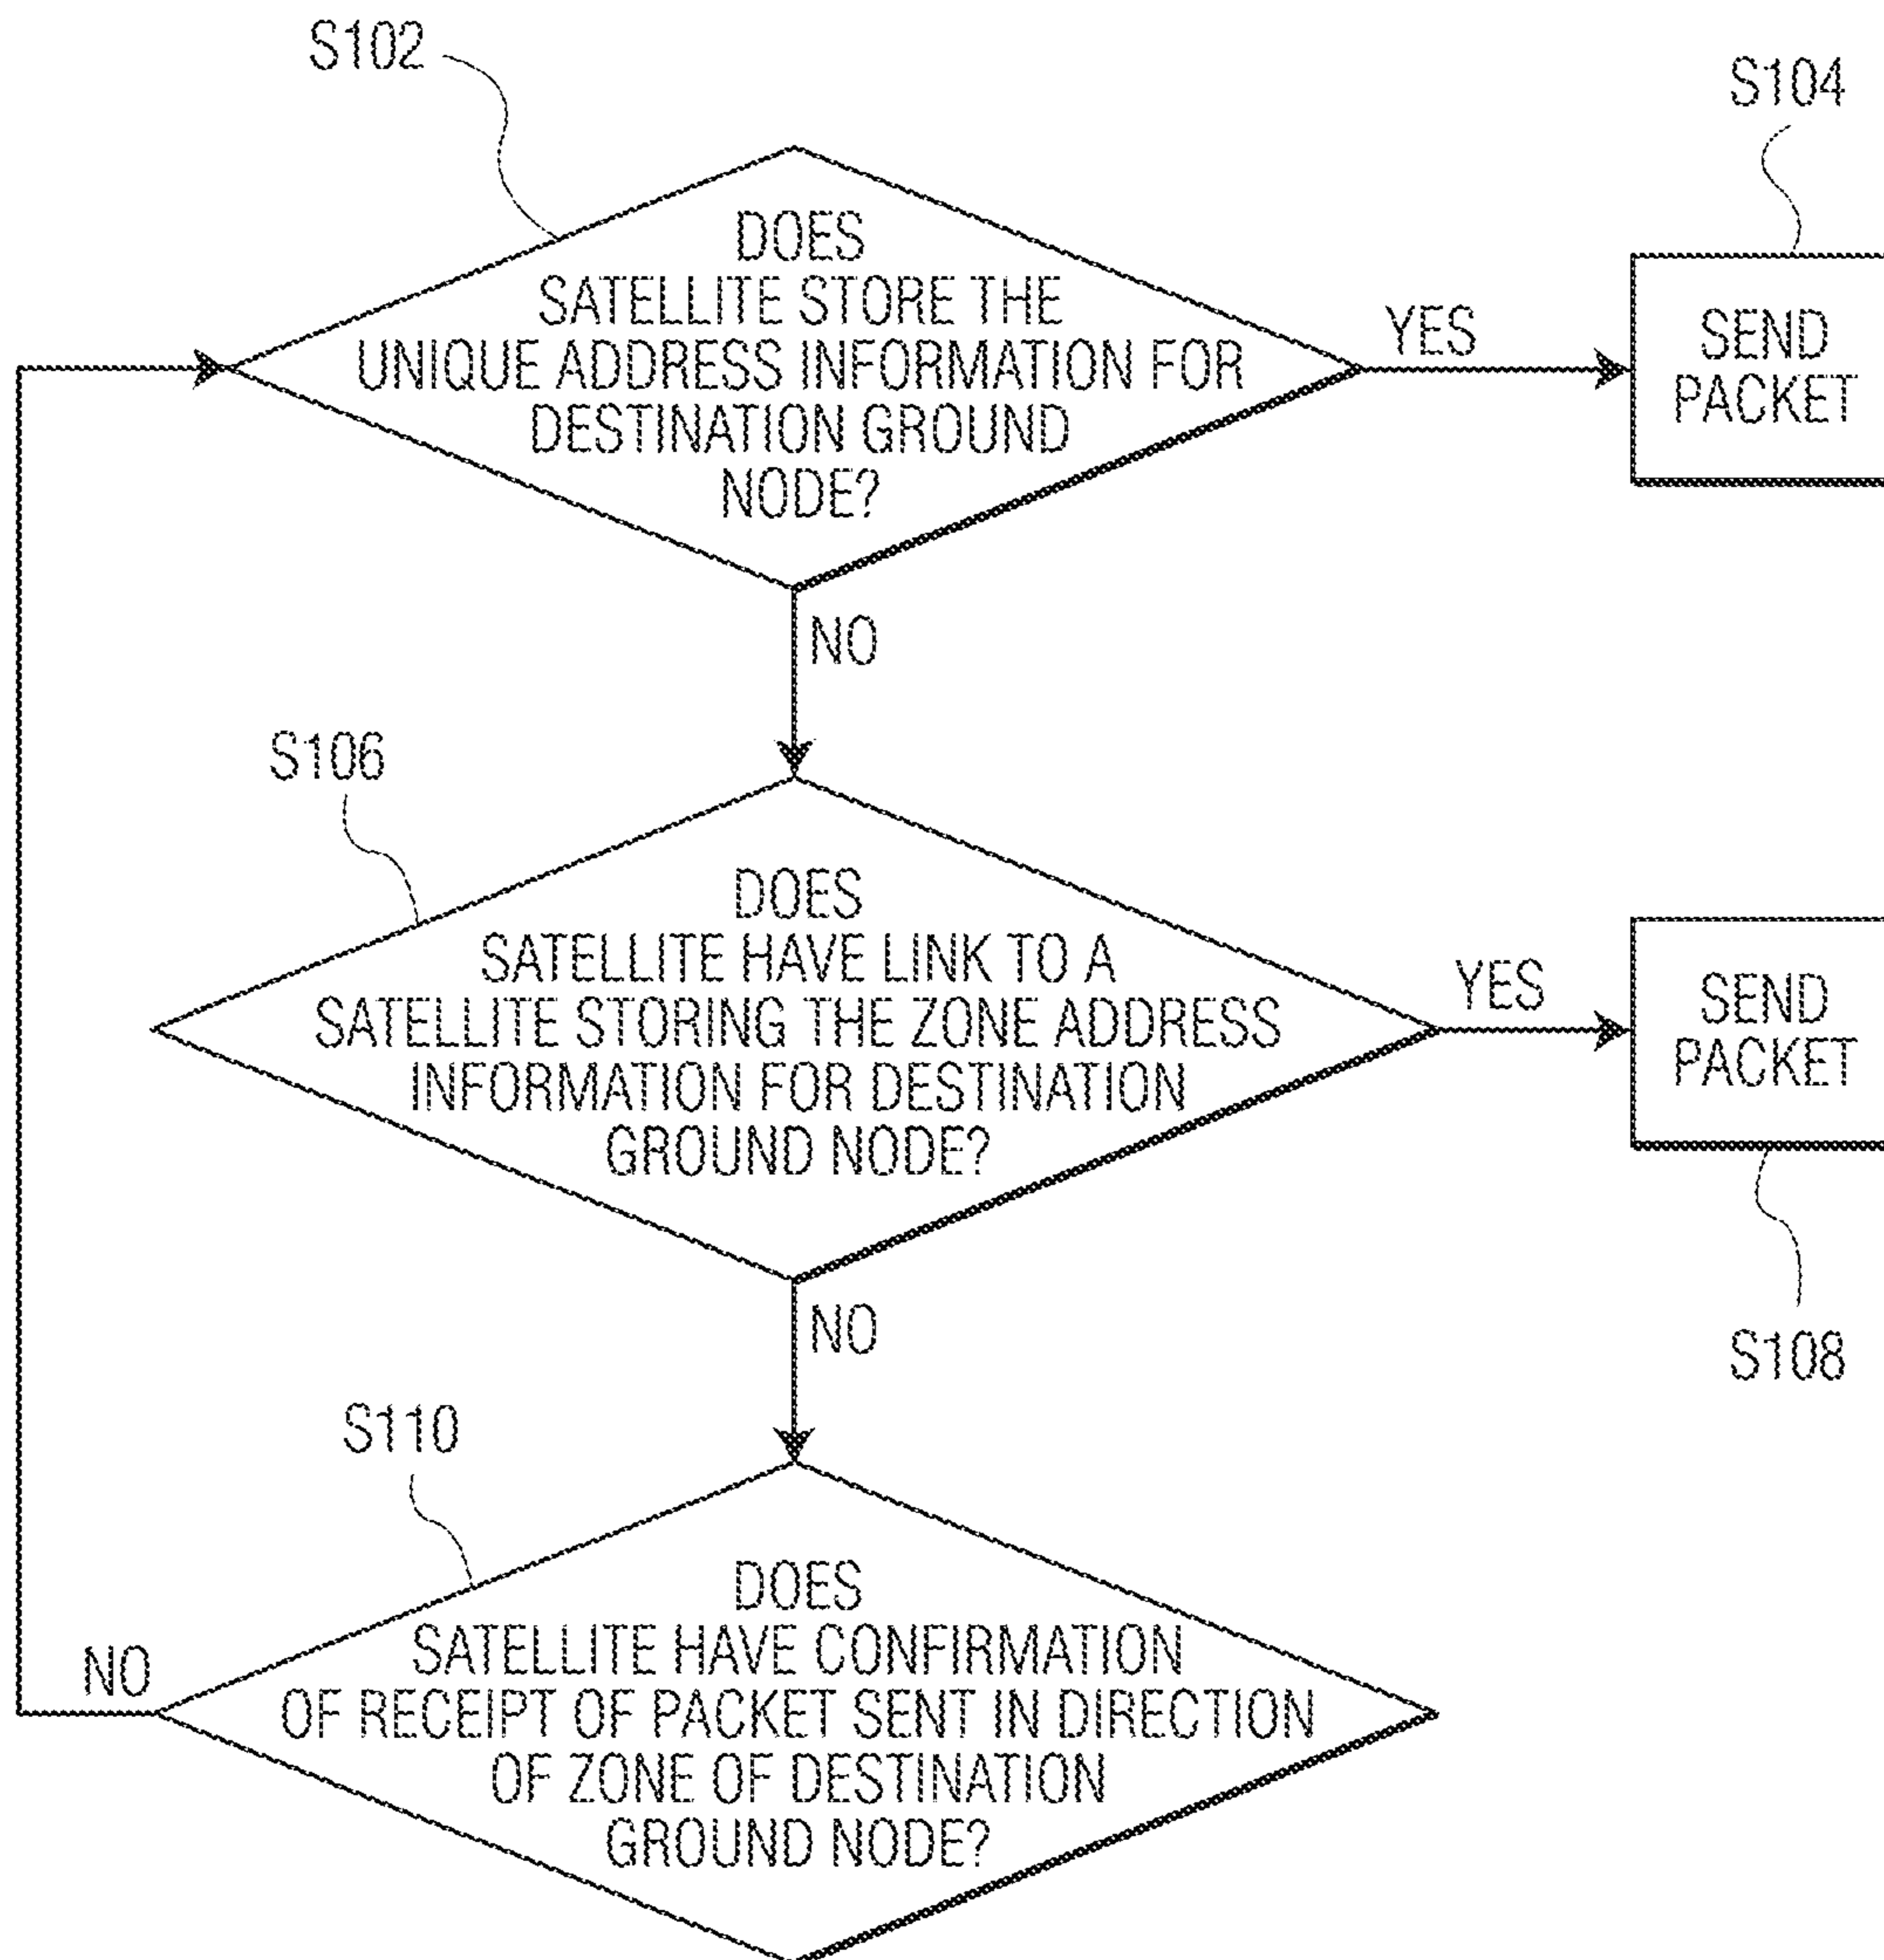 S102
S104
DOES
SATELLITE STORE THE
UNIQUE ADDRESS INFORMATION FOR
DESTINATION GROUND
NODE?
YES
SEND
PACKET
NO
S106
DOES
SATELLITE HAVE LINK TO A
SATELLITE STORING THE ZONE ADDRESS
INFORMATION FOR DESTINATION
GROUND NODE?
YES
SEND
PACKET
NO
S108
S110
DOES
SATELLITE HAVE CONFIRMATION
OF RECEIPT OF PACKET SENT IN DIRECTION
OF ZONE OF DESTINATION
GROUND NODE?
NO